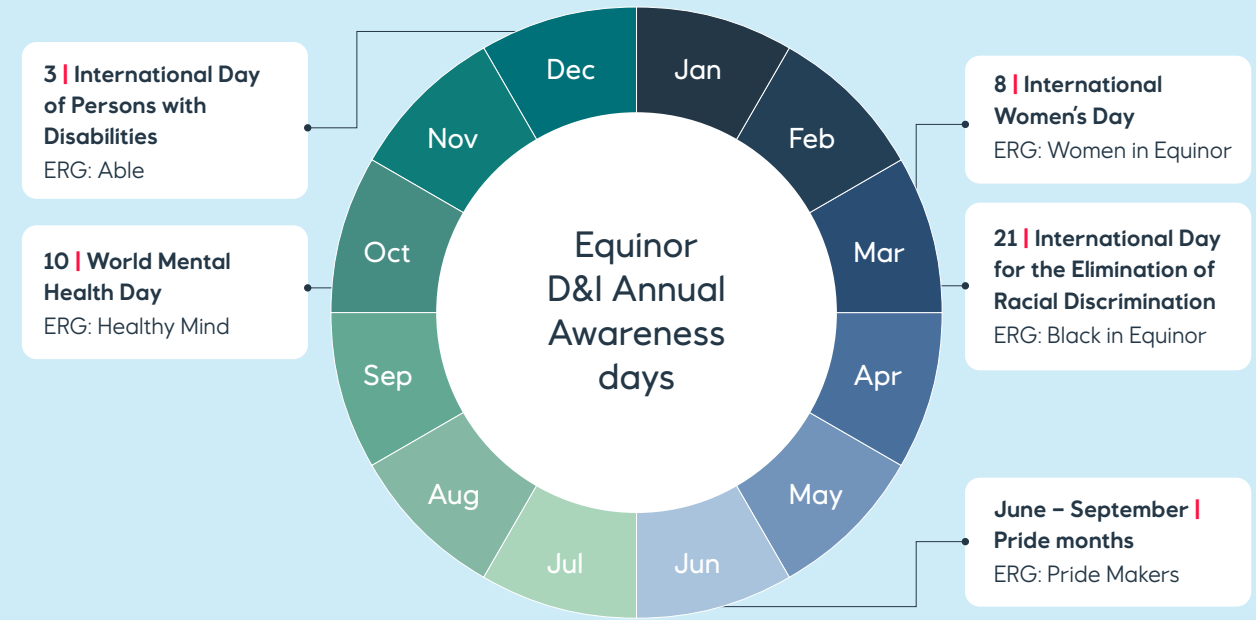 Equinor
D&I Annual
Awareness
days
Jan
Feb
Mar
Apr
May
Jun
Jul
Aug
Sep
Oct
Nov
Dec
8 | International
Women's Day
ERG: Women in Equinor
21 | International Day
for the Elimination of
Racial Discrimination
ERG: Black in Equinor
June – September |
Pride months
ERG: Pride Makers
10 | World Mental
Health Day
ERG: Healthy Mind
3 | International Day
of Persons with
Disabilities
ERG: Able